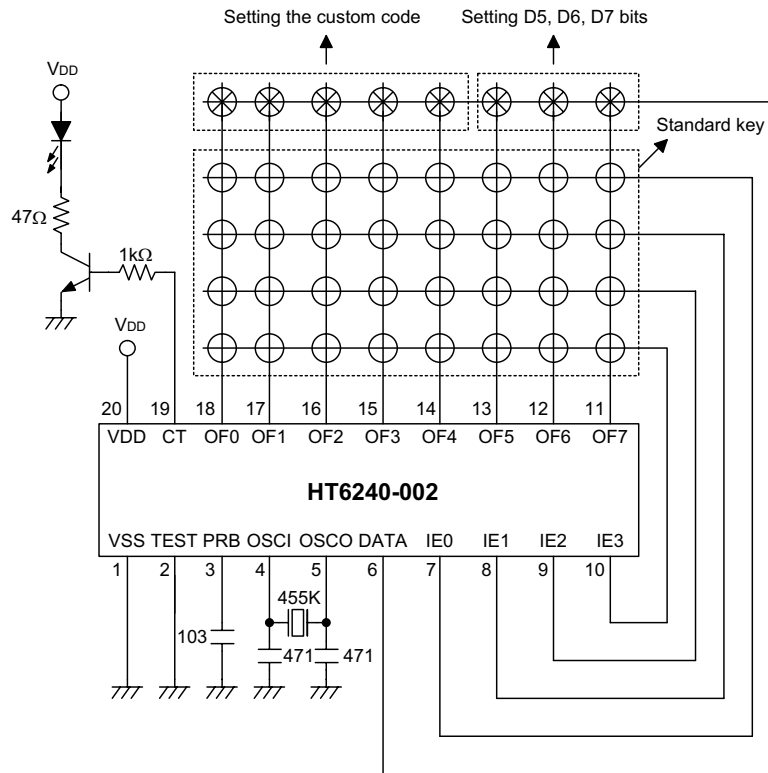 Setting the custom code
Setting D5, D6, D7 bits
VDD
Standard key
47Ω
1kΩ
VDD
20 19 18 17 16 15 14 13 12 11
VDD CT OF0 OF1 OF2 OF3 OF4 OF5 OF6 OF7
HT6240-002
VSS TEST PRB OSCI OSCO DATA IE0 IE1 IE2 IE3
1 2 3 4 5 6 7 8 9 10
455K
103
471 471